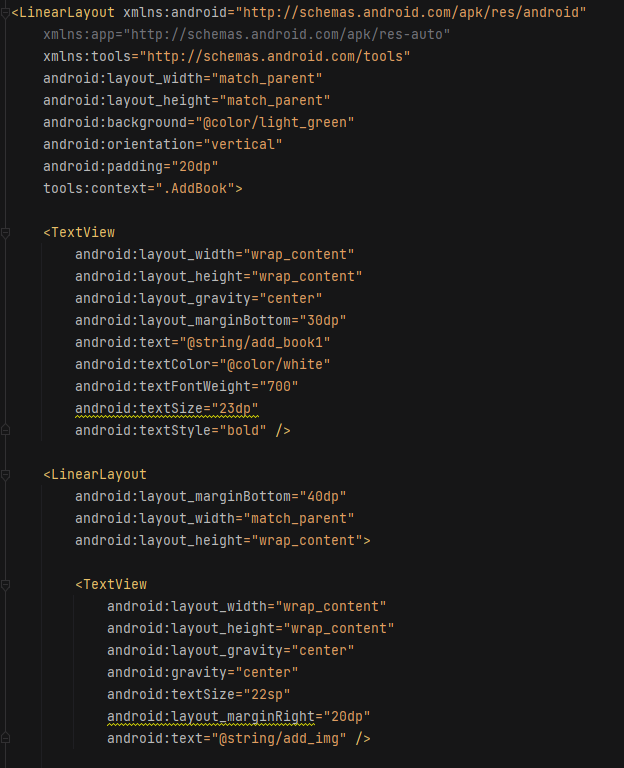 <LinearLayout xmlns:android="http://schemas.android.com/apk/res/android"
    xmlns:app="http://schemas.android.com/apk/res-auto"
    xmlns:tools="http://schemas.android.com/tools"
    android:layout_width="match_parent"
    android:layout_height="match_parent"
    android:background="@color/light_green"
    android:orientation="vertical"
    android:padding="20dp"
    tools:context=".AddBook">

    <TextView
        android:layout_width="wrap_content"
        android:layout_height="wrap_content"
        android:layout_gravity="center"
        android:layout_marginBottom="30dp"
        android:text="@string/add_book1"
        android:textColor="@color/white"
        android:textFontWeight="700"
        android:textSize="23dp"
        android:textStyle="bold" />

    <LinearLayout
        android:layout_marginBottom="40dp"
        android:layout_width="match_parent"
        android:layout_height="wrap_content">

        <TextView
            android:layout_width="wrap_content"
            android:layout_height="wrap_content"
            android:layout_gravity="center"
            android:gravity="center"
            android:textSize="22sp"
            android:layout_marginRight="20dp"
            android:text="@string/add_img" />